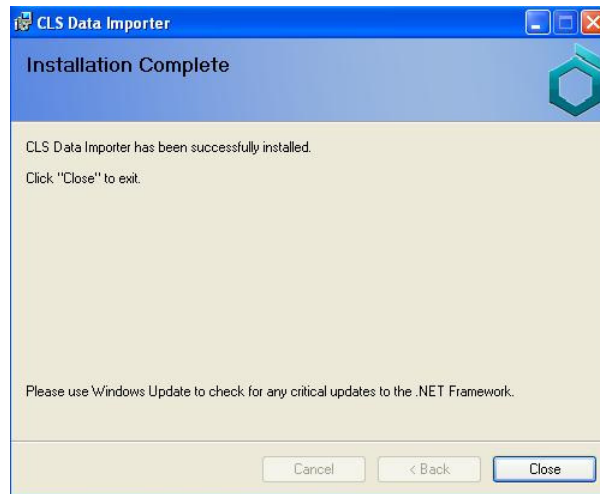 CLS Data Importer
Installation Complete
CLS Data Importer has been successfully installed.
Click "Close" to exit.
Please use Windows Update to check for any critical updates to the .NET Framework.
Cancel
< Back
Close